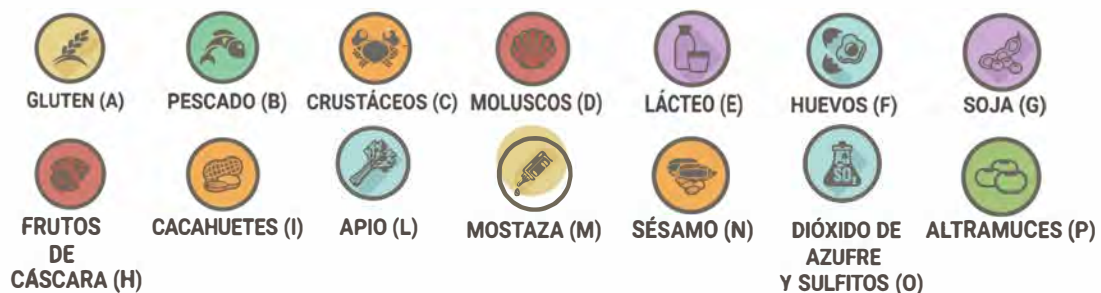 GLUTEN (A)
PESCADO (B)
CRUSTÁCEOS (C)
MOLUSCOS (D)
LÁCTEO (E)
HUEVOS (F)
SOJA (G)
SO₂
FRUTOS
DE
CÁSCARA (H)
CACAHUETES (I)
APIO (L)
MOSTAZA (M)
SÉSAMO (N)
DIÓXIDO DE
AZUFRE
Y SULFITOS (O)
ALTRAMUCES (P)